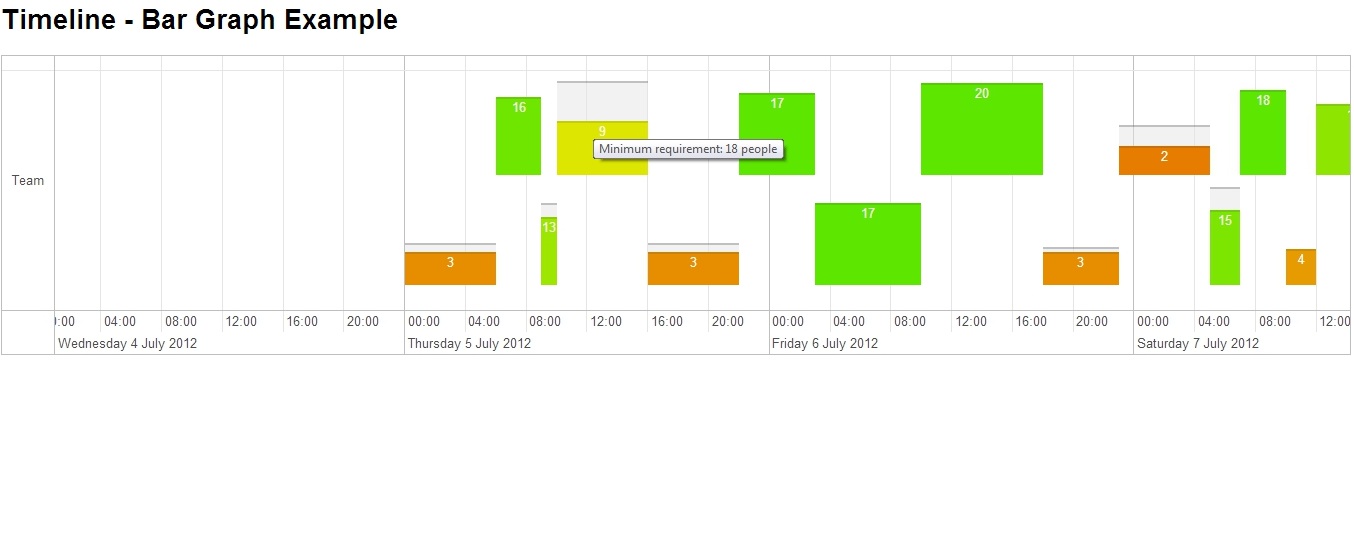 Timeline - Bar Graph Example
16
9
17
20
2
18
Minimum requirement: 18 people
Team
3
13
3
17
3
15
4
:00 04:00 08:00 12:00 16:00 20:00 00:00 04:00 08:00 12:00 16:00 20:00 00:00 04:00 08:00 12:00 16:00 20:00 00:00 04:00 08:00 12:00
Wednesday 4 July 2012 Thursday 5 July 2012 Friday 6 July 2012 Saturday 7 July 2012